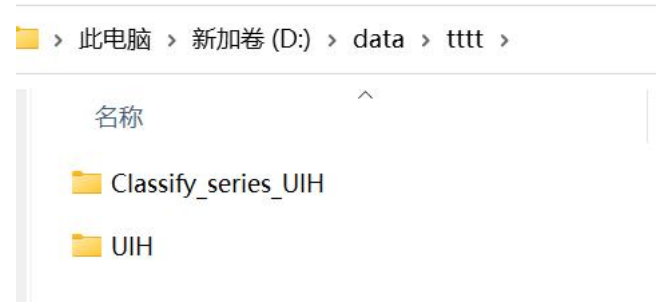 > 此电脑 > 新加卷 (D:) > data > tttt >
名称
Classify_series_UIH
UIH